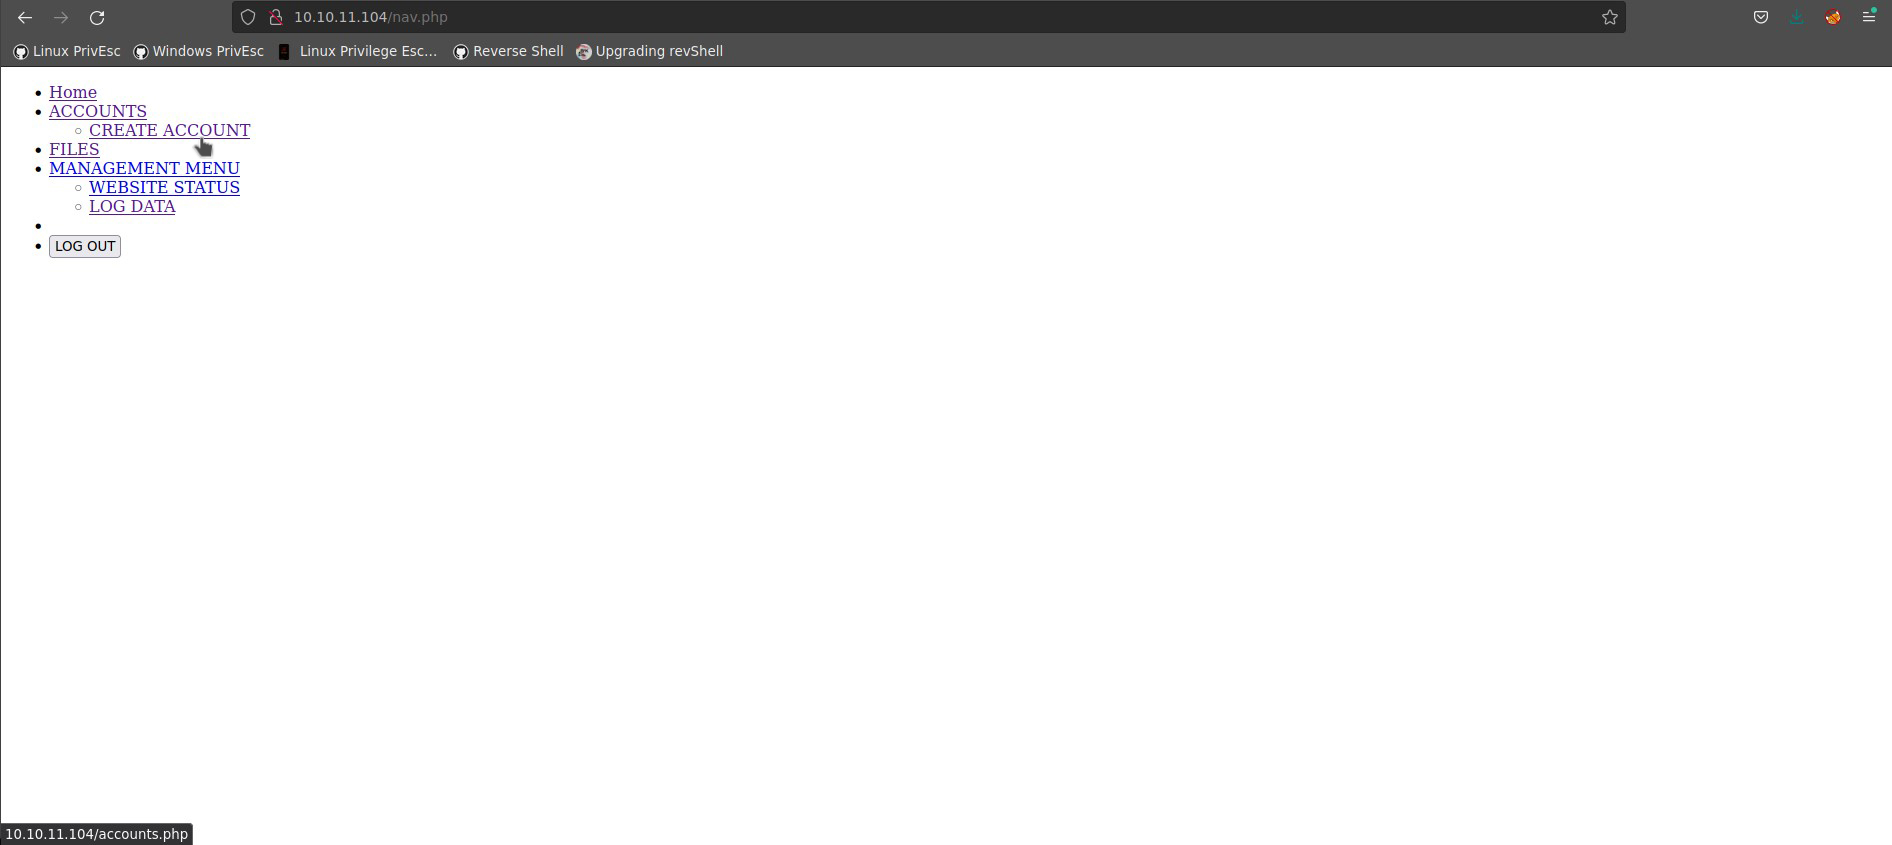 10.10.11.104/nav.php
Linux PrivEsc Windows PrivEsc Linux Privilege Esc… Reverse Shell Upgrading revShell
Home
ACCOUNTS
CREATE ACCOUNT
FILES
MANAGEMENT MENU
WEBSITE STATUS
LOG DATA
LOG OUT
10.10.11.104/accounts.php